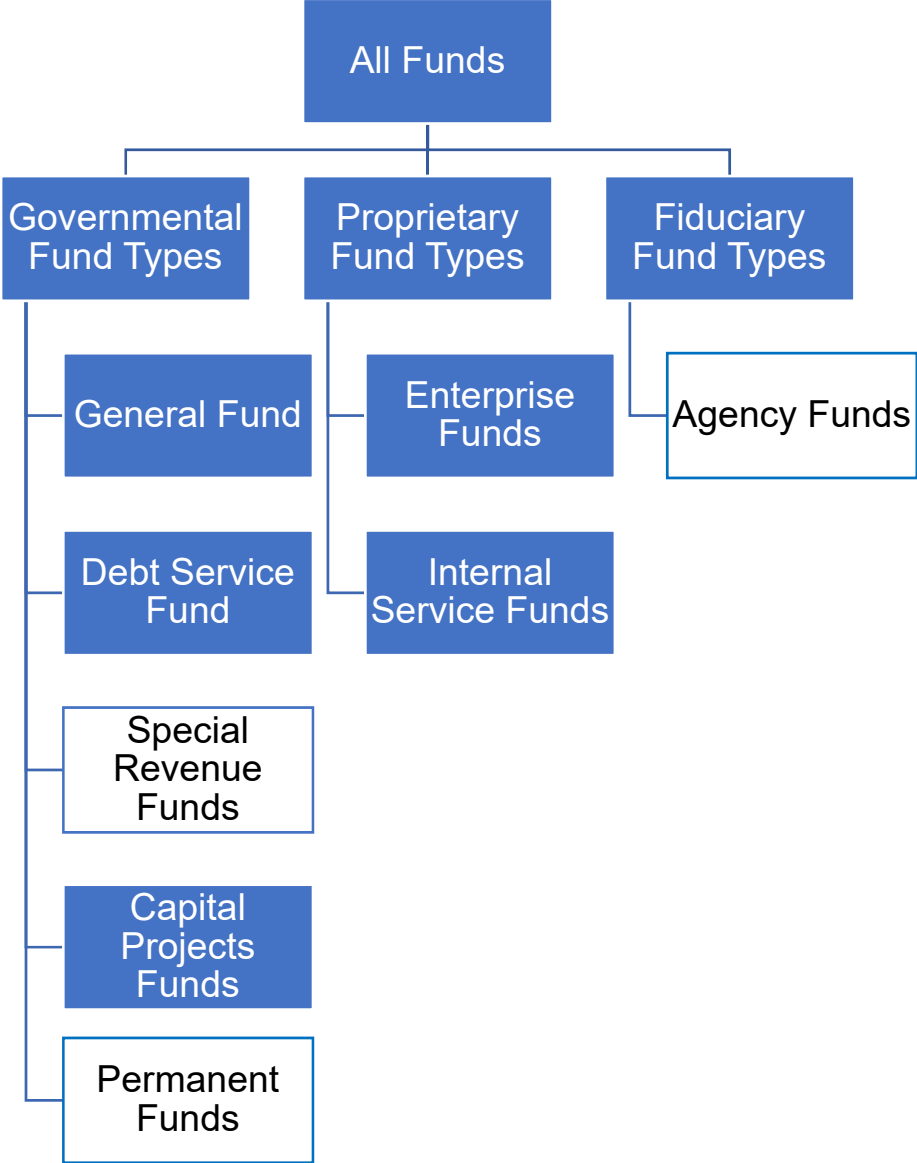 All Funds
Governmental
Fund Types
Proprietary
Fund Types
Fiduciary
Fund Types
General Fund
Enterprise
Funds
Agency Funds
Debt Service
Fund
Internal
Service Funds
Special
Revenue
Funds
Capital
Projects
Funds
Permanent
Funds